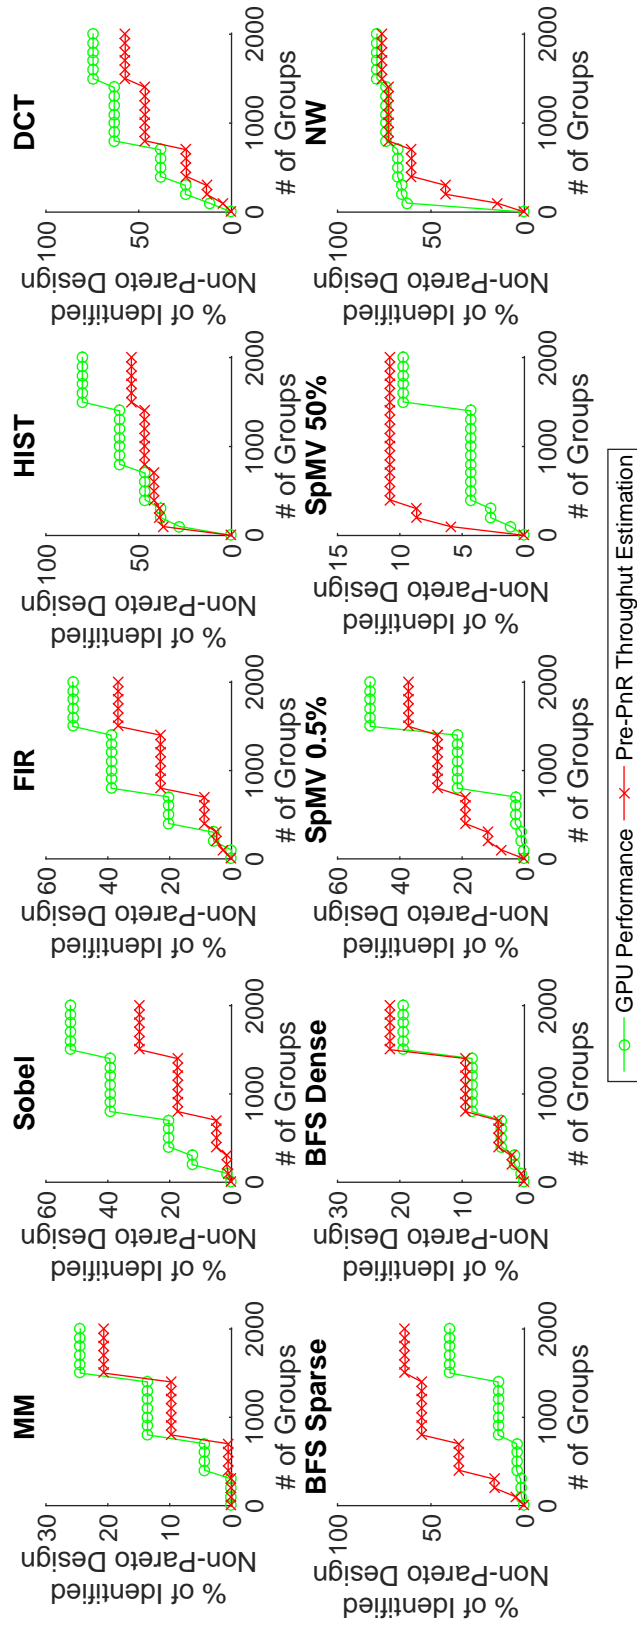 MM
% of Identified
Non-Pareto Design
30
20
10
0
0
1000
2000
# of Groups
Sobel
% of Identified
Non-Pareto Design
60
40
20
0
0
1000
2000
# of Groups
FIR
% of Identified
Non-Pareto Design
60
40
20
0
0
1000
2000
# of Groups
HIST
% of Identified
Non-Pareto Design
100
50
0
0
1000
2000
# of Groups
DCT
% of Identified
Non-Pareto Design
100
50
0
0
1000
2000
# of Groups
BFS Sparse
% of Identified
Non-Pareto Design
100
50
0
0
1000
2000
# of Groups
BFS Dense
% of Identified
Non-Pareto Design
30
20
10
0
0
1000
2000
# of Groups
SpMV 0.5%
% of Identified
Non-Pareto Design
60
40
20
0
0
1000
2000
# of Groups
SpMV 50%
% of Identified
Non-Pareto Design
15
10
5
0
0
1000
2000
# of Groups
NW
% of Identified
Non-Pareto Design
100
50
0
0
1000
2000
# of Groups
GPU Performance
Pre-PnR Throughut Estimation